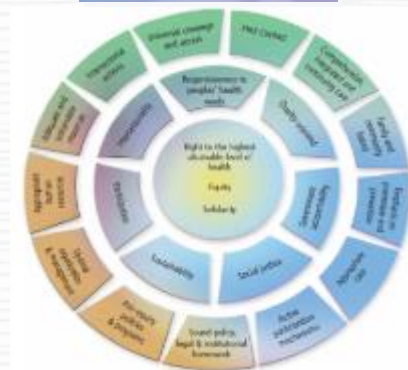 Universal coverage
and access
First Contact
Comprehensive,
integrated and
continuing care
Family and
community
based
Emphasis on
promotion and
prevention
Appropriate
care
Active
participation
mechanisms
Sound policy,
legal & institutional
framework
Pro-equity
policies
& programs
Optimal
organization &
management
Appropriate
human
resources
Adequate and
sustainable
resources
Intersectorial
actions
Responsiveness to
peoples' health
needs
Quality oriented
Government
accountability
Social justice
Sustainability
Participation
Intersectoriality
Right to the highest
attainable level of
health
Equity
Solidarity